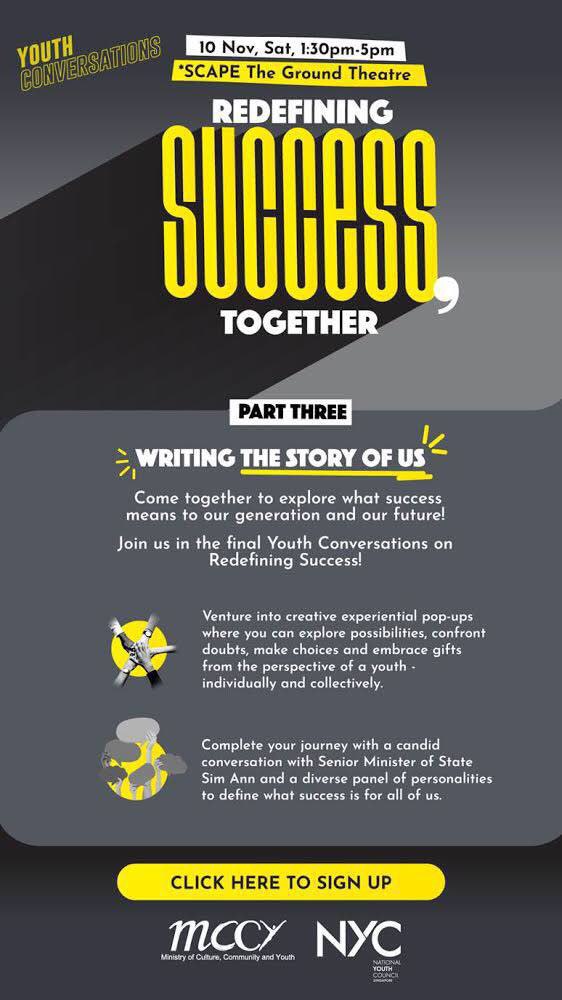 YOUTH
CONVERSATIONS
10 Nov, Sat, 1:30pm-5pm
*SCAPE The Ground Theatre
REDEFINING
SUCCESS,
TOGETHER
PART THREE
WRITING THE STORY OF US
Come together to explore what success
means to our generation and our future!
Join us in the final Youth Conversations on
Redefining Success!
Venture into creative experiential pop-ups
where you can explore possibilities, confront
doubts, make choices and embrace gifts
from the perspective of a youth -
individually and collectively.
Complete your journey with a candid
conversation with Senior Minister of State
Sim Ann and a diverse panel of personalities
to define what success is for all of us.
CLICK HERE TO SIGN UP
mccy
Ministry of Culture, Community and Youth
NYC
NATIONAL
YOUTH
COUNCIL
SINGAPORE